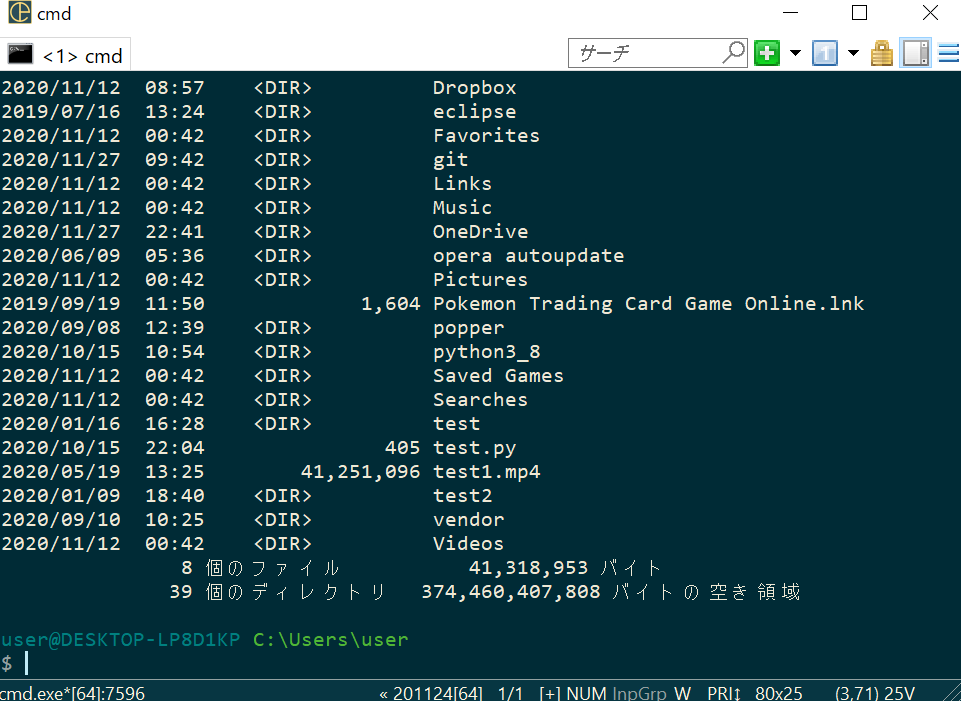 cmd
<1> cmd
サーチ
2020/11/12  08:57    <DIR>          Dropbox
2019/07/16  13:24    <DIR>          eclipse
2020/11/12  00:42    <DIR>          Favorites
2020/11/27  09:42    <DIR>          git
2020/11/12  00:42    <DIR>          Links
2020/11/12  00:42    <DIR>          Music
2020/11/27  22:41    <DIR>          OneDrive
2020/06/09  05:36    <DIR>          opera autoupdate
2020/11/12  00:42    <DIR>          Pictures
2019/09/19  11:50             1,604 Pokemon Trading Card Game Online.lnk
2020/09/08  12:39    <DIR>          popper
2020/10/15  10:54    <DIR>          python3_8
2020/11/12  00:42    <DIR>          Saved Games
2020/11/12  00:42    <DIR>          Searches
2020/01/16  16:28    <DIR>          test
2020/10/15  22:04               405 test.py
2020/05/19  13:25        41,251,096 test1.mp4
2020/01/09  18:40    <DIR>          test2
2020/09/10  10:25    <DIR>          vendor
2020/11/12  00:42    <DIR>          Videos
8 個のファイル          41,318,953 バイト
39 個のディレクトリ  374,460,407,808 バイトの空き領域
user@DESKTOP-LP8D1KP C:\Users\user
$
cmd.exe*[64]:7596 « 201124[64] 1/1 [+] NUM InpGrp W PRI↕ 80x25 (3,71) 25V